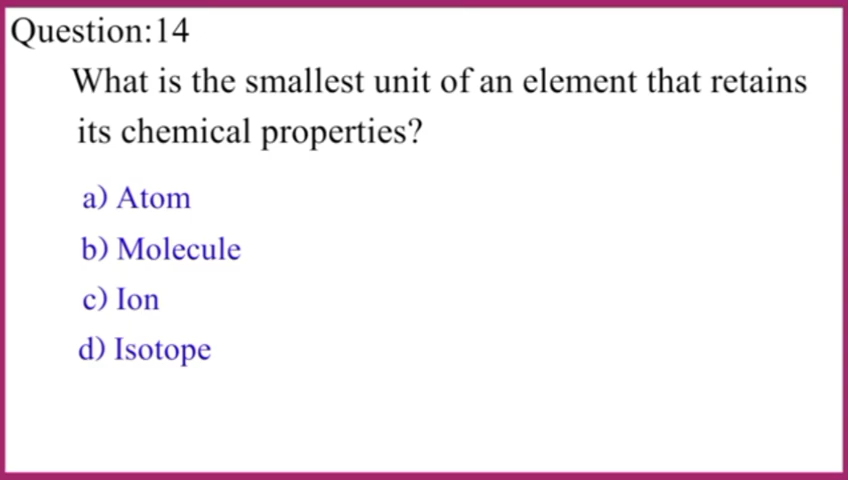 Question:14
What is the smallest unit of an element that retains
its chemical properties?
a) Atom
b) Molecule
c) Ion
d) Isotope